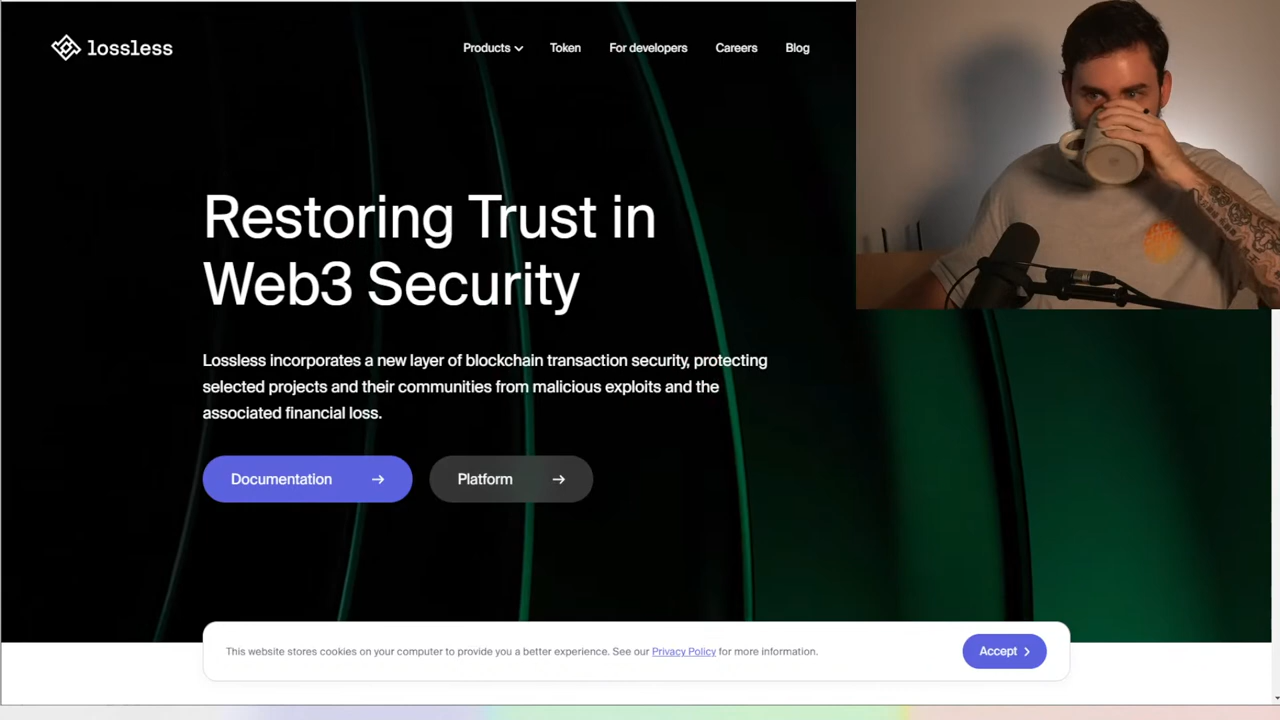 lossless
Products
Token
For developers
Careers
Blog
Restoring Trust in
Web3 Security
Lossless incorporates a new layer of blockchain transaction security, protecting
selected projects and their communities from malicious exploits and the
associated financial loss.
Documentation
Platform
This website stores cookies on your computer to provide you a better experience. See our Privacy Policy for more information.
Accept